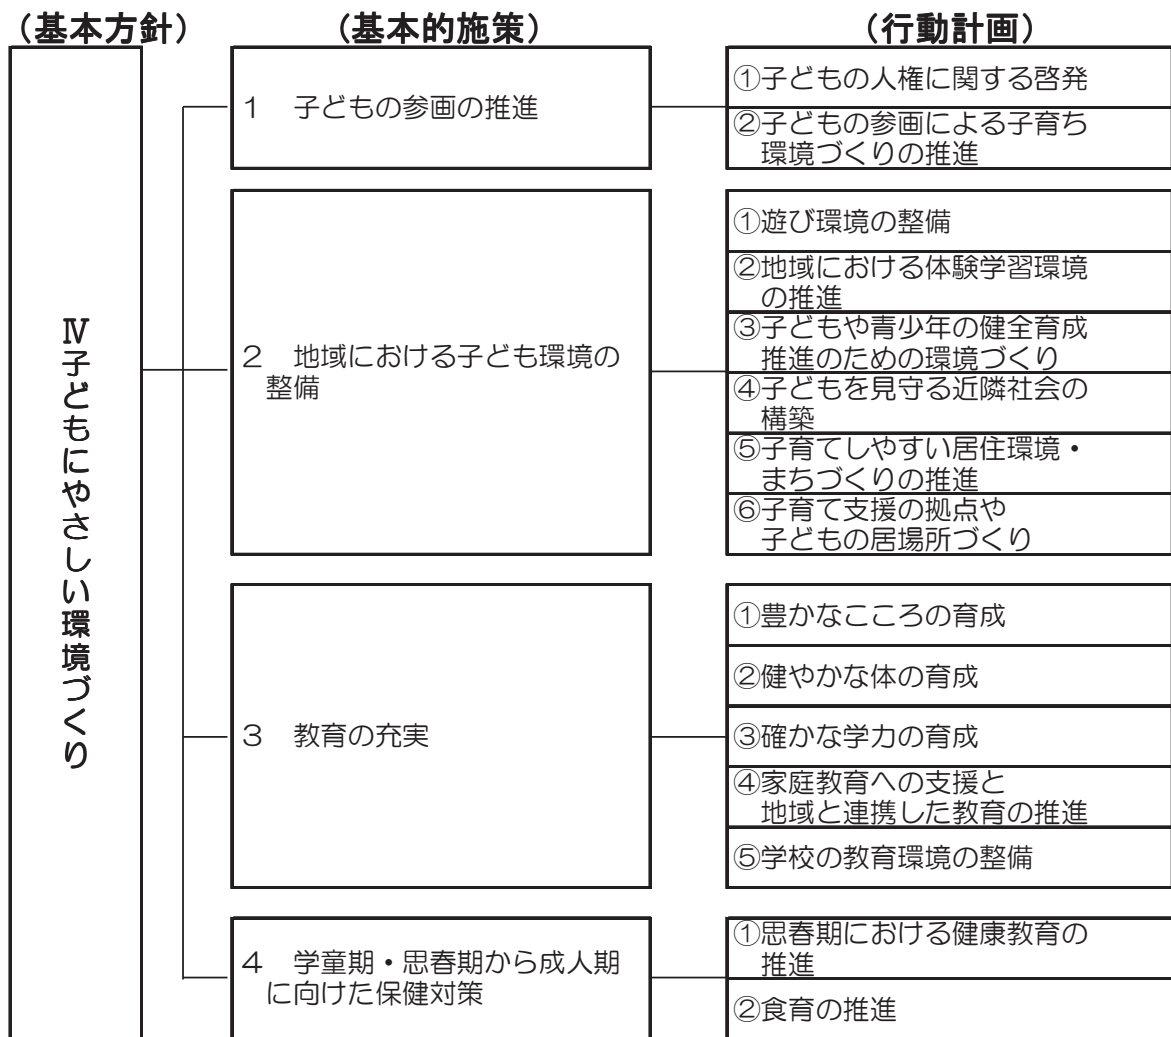 （基本方針）
（基本的施策）
（行動計画）
Ⅳ子どもにやさしい環境づくり
１　子どもの参画の推進
①子どもの人権に関する啓発
②子どもの参画による子育ち
環境づくりの推進
２　地域における子ども環境の
整備
①遊び環境の整備
②地域における体験学習環境
の推進
③子どもや青少年の健全育成
推進のための環境づくり
④子どもを見守る近隣社会の
構築
⑤子育てしやすい居住環境・
まちづくりの推進
⑥子育て支援の拠点や
子どもの居場所づくり
３　教育の充実
①豊かなこころの育成
②健やかな体の育成
③確かな学力の育成
④家庭教育への支援と
地域と連携した教育の推進
⑤学校の教育環境の整備
４　学童期・思春期から成人期
に向けた保健対策
①思春期における健康教育の
推進
②食育の推進